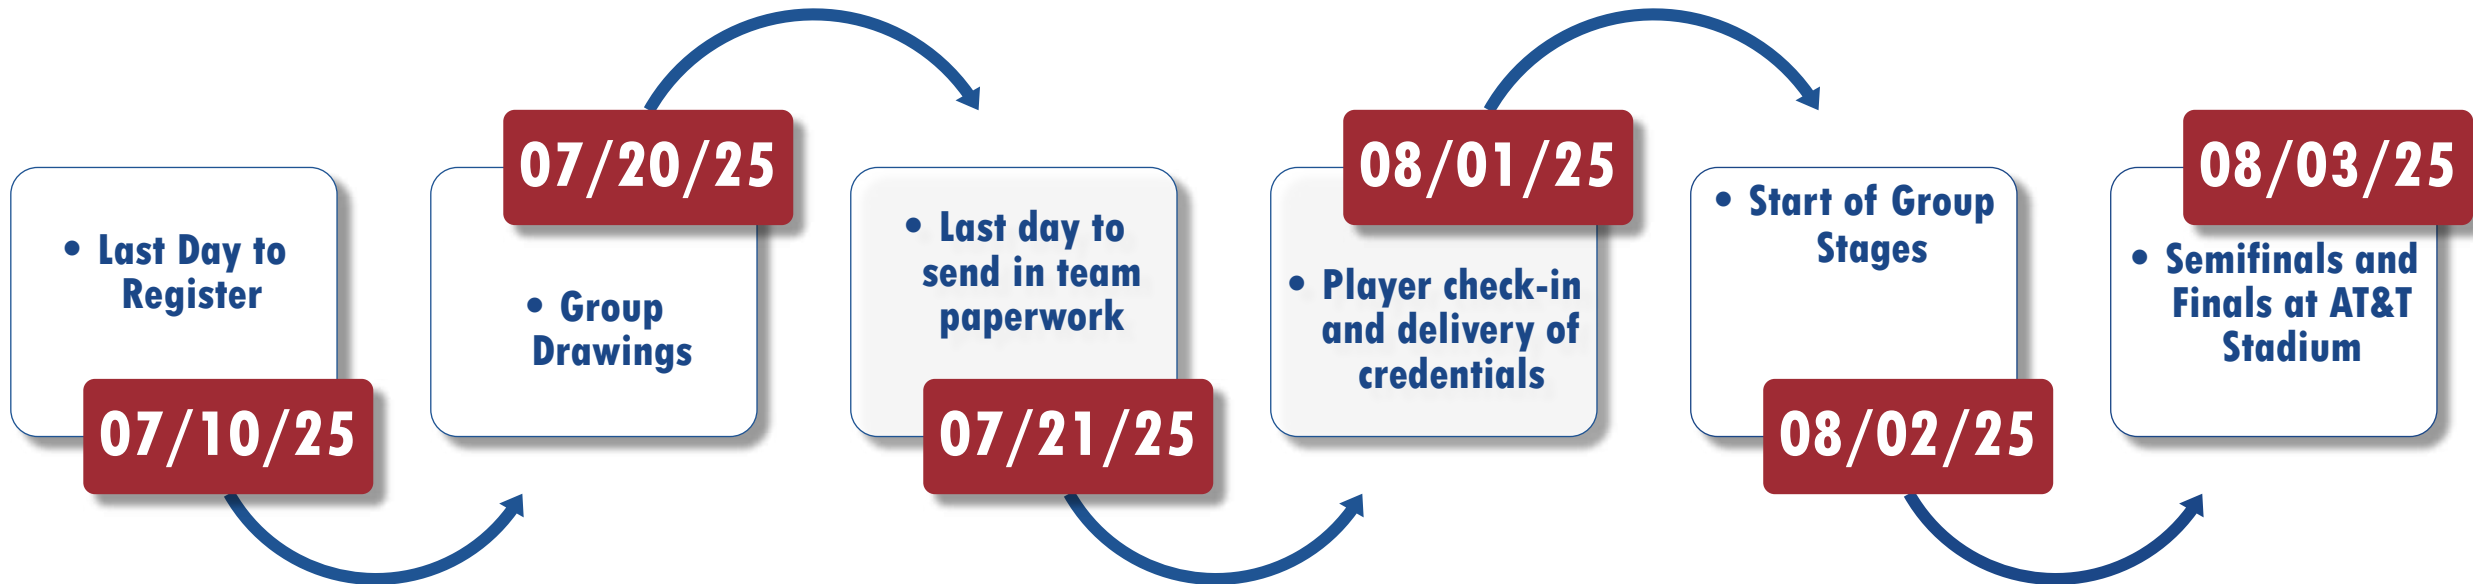 • Last Day to
Register
07/10/25
07/20/25
• Group
Drawings
• Last day to
send in team
paperwork
07/21/25
08/01/25
• Player check-in
and delivery of
credentials
• Start of Group
Stages
08/02/25
08/03/25
• Semifinals and
Finals at AT&T
Stadium